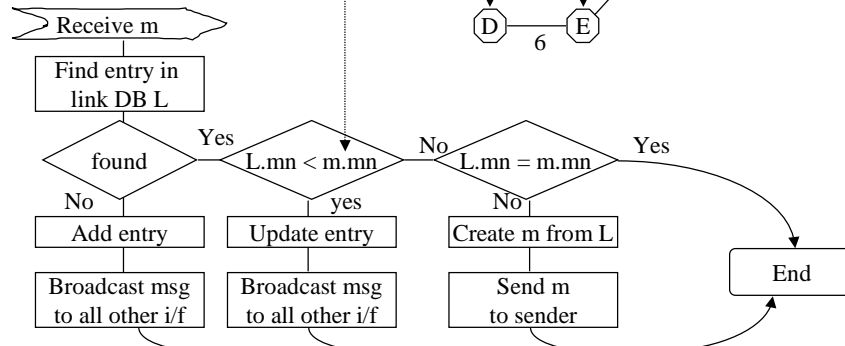 Receive m
D
E
6
Find entry in
link DB L
found
Yes
L.mn < m.mn
No
L.mn = m.mn
Yes
No
yes
No
Add entry
Update entry
Create m from L
End
Broadcast msg
to all other i/f
Broadcast msg
to all other i/f
Send m
to sender